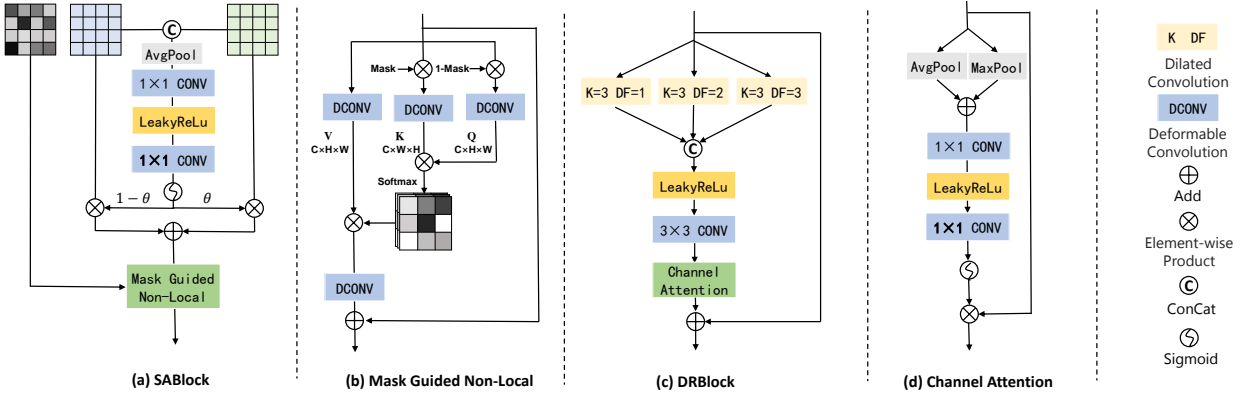 C
AvgPool
1×1 CONV
LeakyReLu
1×1 CONV
1 − θ
θ
Mask Guided
Non-Local
(a) SABlock
Mask
1-Mask
DCONV
DCONV
DCONV
V
C×H×W
K
C×W×H
Q
C×H×W
Softmax
DCONV
(b) Mask Guided Non-Local
K=3 DF=1
K=3 DF=2
K=3 DF=3
C
LeakyReLu
3×3 CONV
Channel
Attention
(c) DRBlock
AvgPool
MaxPool
1×1 CONV
LeakyReLu
1×1 CONV
(d) Channel Attention
K DF
Dilated
Convolution
DCONV
Deformable
Convolution
Add
Element-wise
Product
C
ConCat
Sigmoid